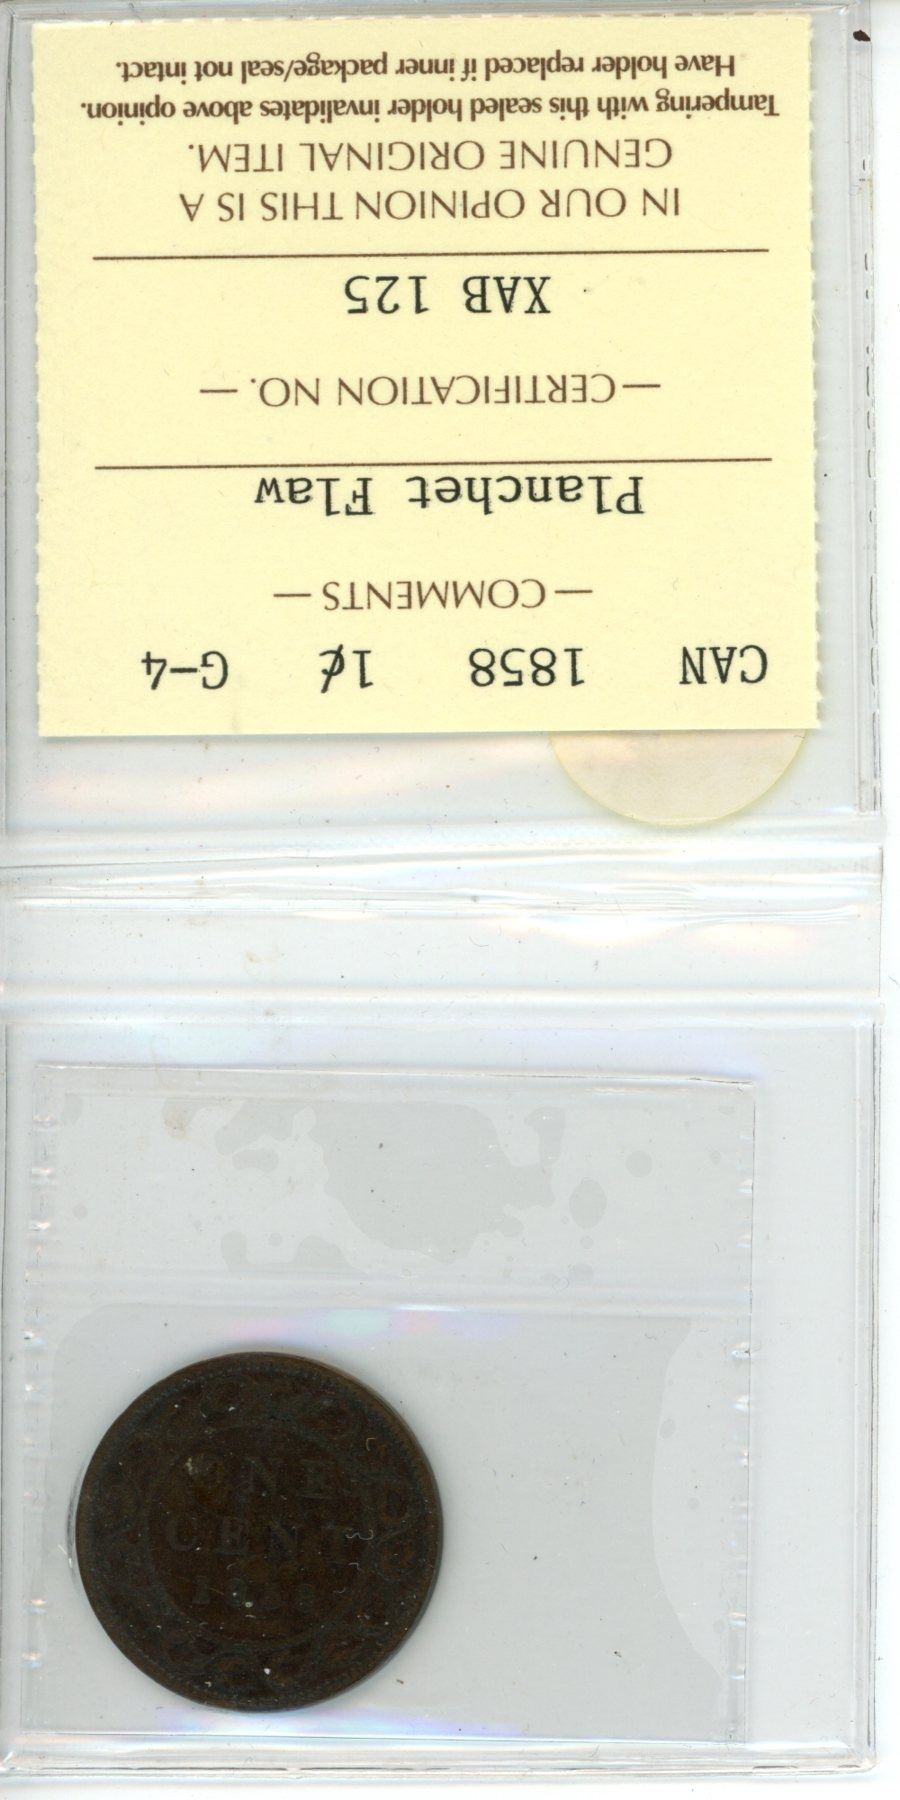 CAN 1858 1¢ G-4
— COMMENTS —
Planchet Flaw
— CERTIFICATION NO. —
XAB 125
IN OUR OPINION THIS IS A
GENUINE ORIGINAL ITEM.
Tampering with this sealed holder invalidates above opinion.
Have holder replaced if inner package/seal not intact.
ONE
CENT
1858